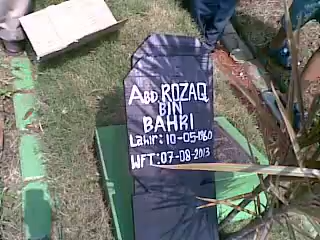 ABD. ROZAQ
BIN
BAHRI
Lahir: 10-05-1960
WFT: 07-08-2013